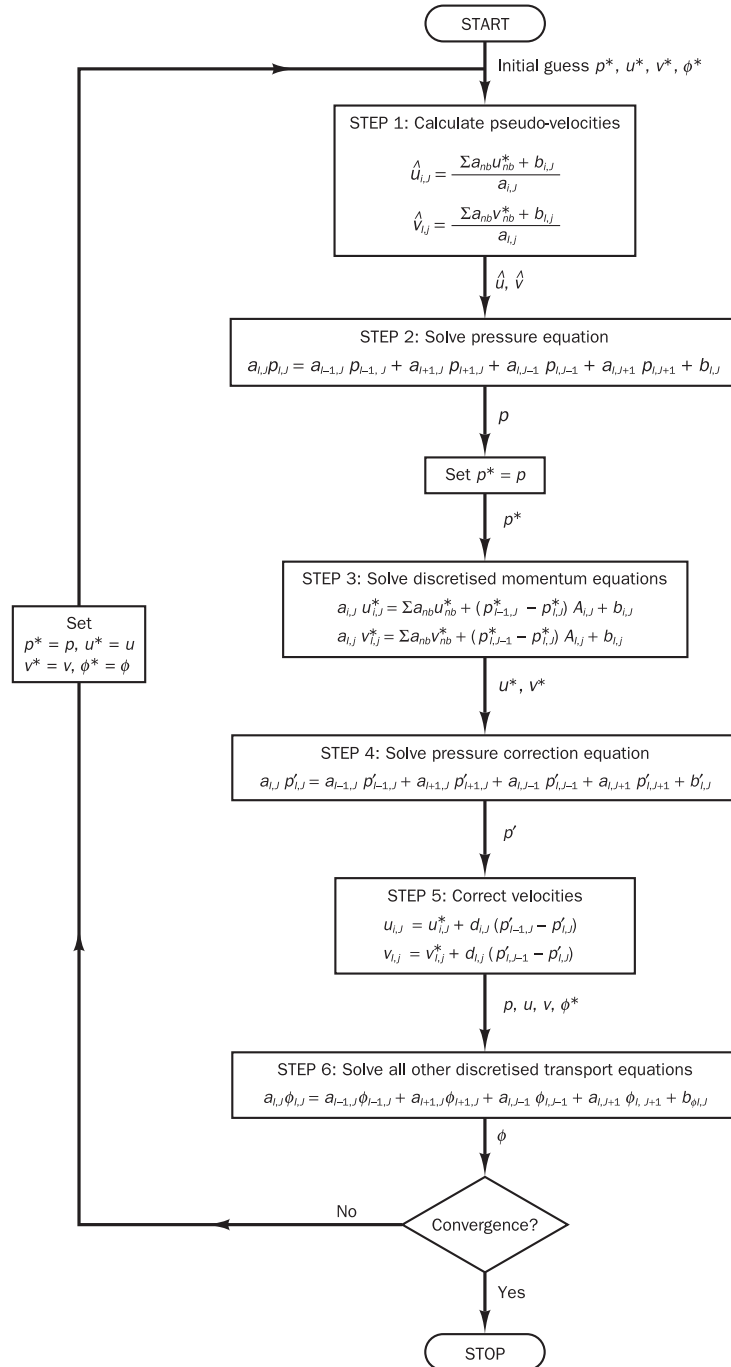 START
Initial guess p*, u*, v*, ϕ*
STEP 1: Calculate pseudo-velocities
û_{i,J} = (Σa_{nb}u*_{nb} + b_{i,J}) / a_{i,J}
v̂_{I,j} = (Σa_{nb}v*_{nb} + b_{I,j}) / a_{I,j}
û, v̂
STEP 2: Solve pressure equation
a_{I,J}p_{I,J} = a_{I–1,J} p_{I–1,J} + a_{I+1,J} p_{I+1,J} + a_{I,J–1} p_{I,J–1} + a_{I,J+1} p_{I,J+1} + b_{I,J}
p
Set p* = p
p*
STEP 3: Solve discretised momentum equations
a_{i,J} u*_{i,J} = Σa_{nb}u*_{nb} + (p*_{I–1,J} – p*_{I,J}) A_{i,J} + b_{i,J}
a_{I,j} v*_{I,j} = Σa_{nb}v*_{nb} + (p*_{I,J–1} – p*_{I,J}) A_{I,j} + b_{I,j}
u*, v*
STEP 4: Solve pressure correction equation
a_{I,J} p′_{I,J} = a_{I–1,J} p′_{I–1,J} + a_{I+1,J} p′_{I+1,J} + a_{I,J–1} p′_{I,J–1} + a_{I,J+1} p′_{I,J+1} + b′_{I,J}
p′
STEP 5: Correct velocities
u_{i,J} = u*_{i,J} + d_{i,J} (p′_{I–1,J} – p′_{I,J})
v_{I,j} = v*_{I,j} + d_{I,j} (p′_{I,J–1} – p′_{I,J})
p, u, v, ϕ*
STEP 6: Solve all other discretised transport equations
a_{I,J}ϕ_{I,J} = a_{I–1,J}ϕ_{I–1,J} + a_{I+1,J}ϕ_{I+1,J} + a_{I,J–1} ϕ_{I,J–1} + a_{I,J+1} ϕ_{I,J+1} + b_{ϕI,J}
ϕ
Convergence?
No
Set
p* = p, u* = u
v* = v, ϕ* = ϕ
Yes
STOP